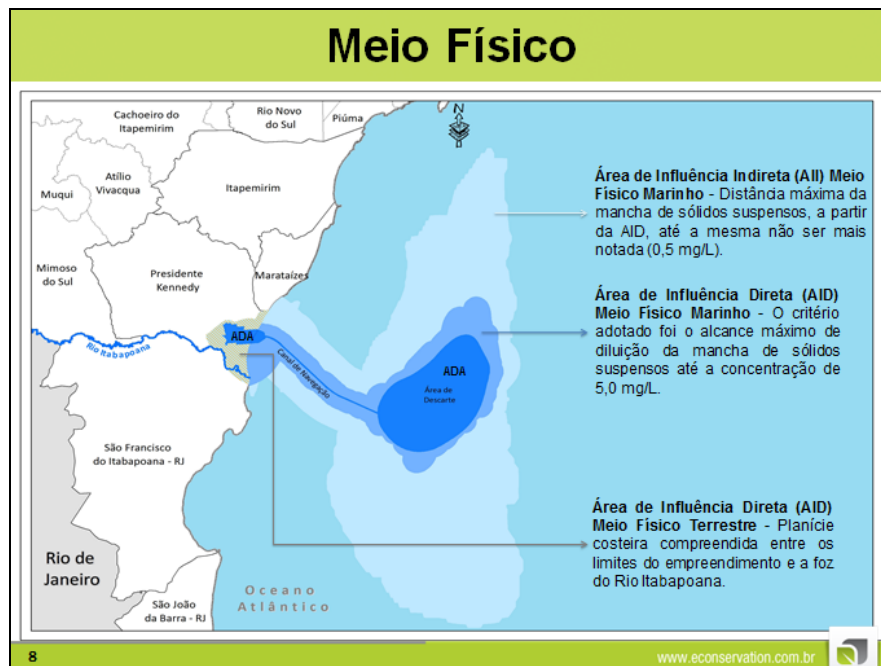 Meio Físico
Cachoeiro do
Itapemirim
Rio Novo
do Sul
Piúma
N
Atílio
Vivacqua
Muqui
Itapemirim
Mimoso
do Sul
Presidente
Kennedy
Marataízes
Rio Itabapoana
ADA
Canal de Navegação
ADA
Área de
Descarte
São Francisco
do Itabapoana - RJ
Rio de
Janeiro
São João
da Barra - RJ
Oceano
Atlântico
Área de Influência Indireta (AII) Meio
Físico Marinho - Distância máxima da
mancha de sólidos suspensos, a partir
da AID, até a mesma não ser mais
notada (0,5 mg/L).
Área de Influência Direta (AID)
Meio Físico Marinho - O critério
adotado foi o alcance máximo de
diluição da mancha de sólidos
suspensos até a concentração de
5,0 mg/L.
Área de Influência Direta (AID)
Meio Físico Terrestre - Planície
costeira compreendida entre os
limites do empreendimento e a foz
do Rio Itabapoana.
8
www.econservation.com.br